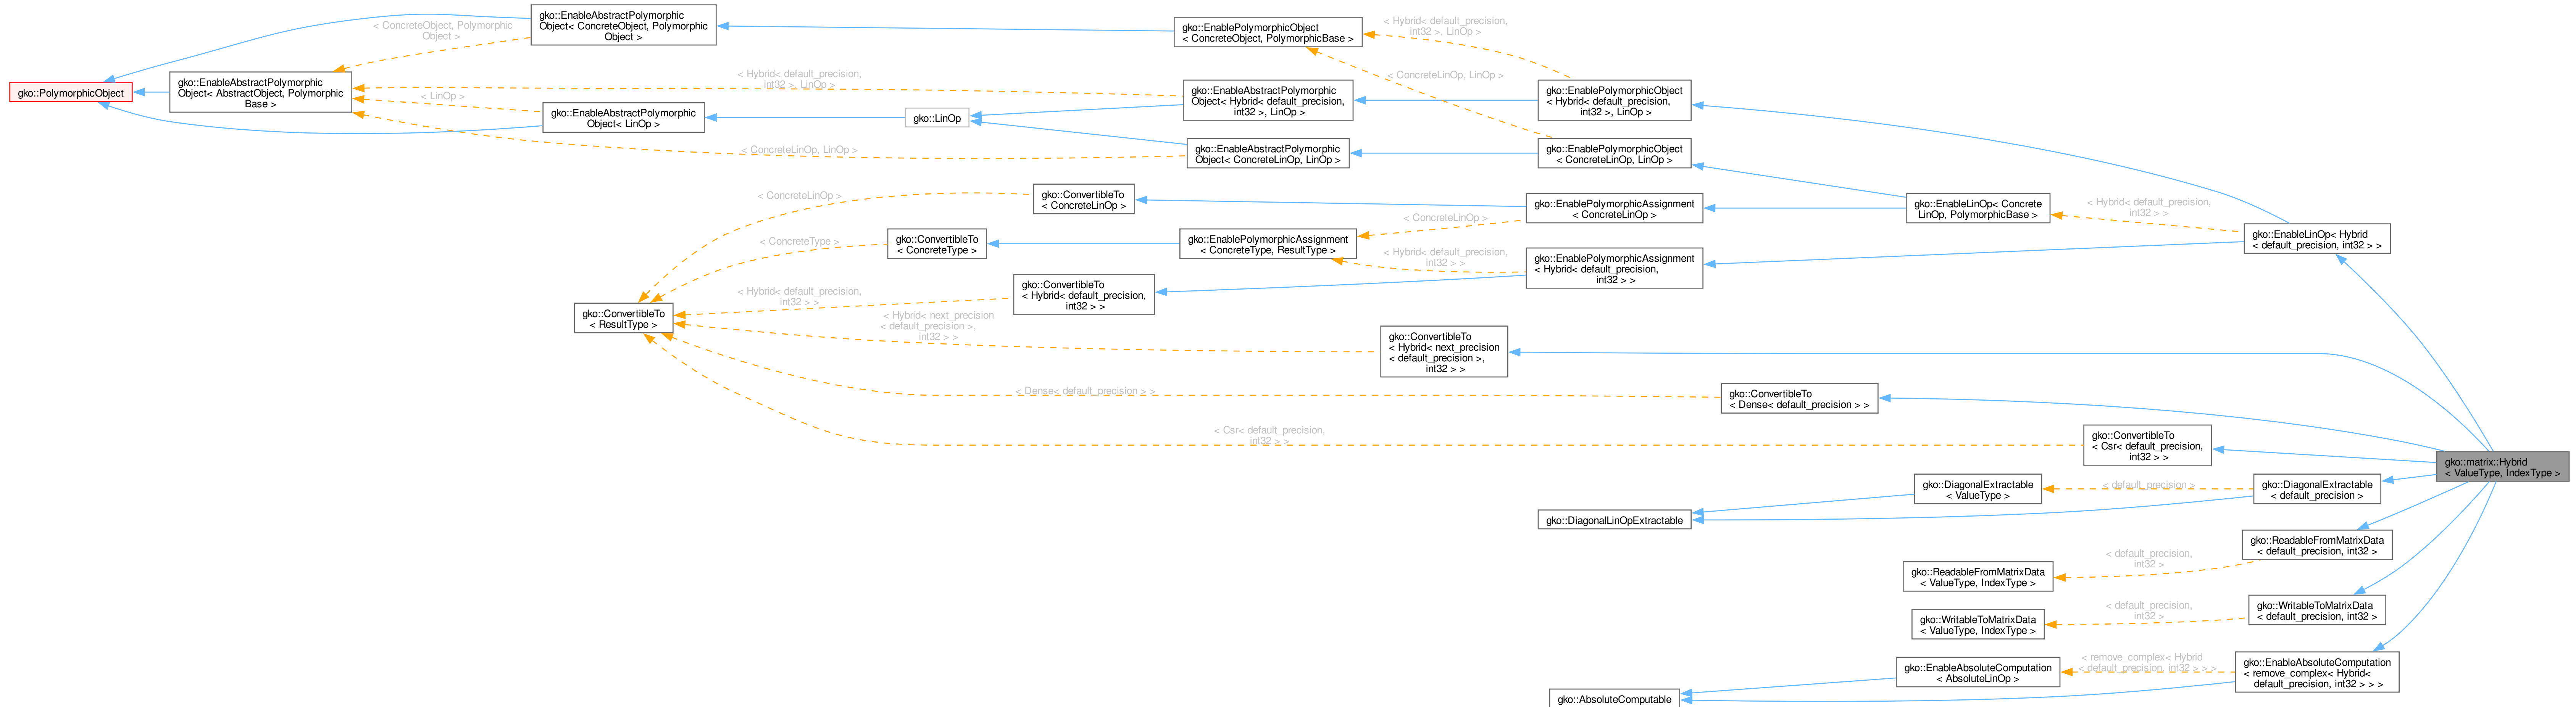 gko::PolymorphicObject
gko::EnableAbstractPolymorphic
Object< AbstractObject, Polymorphic
Base >
gko::EnableAbstractPolymorphic
Object< ConcreteObject, Polymorphic
Object >
< ConcreteObject, Polymorphic
Object >
gko::EnablePolymorphicObject
< ConcreteObject, PolymorphicBase >
< Hybrid< default_precision,
int32 >, LinOp >
< Hybrid< default_precision,
int32 >, LinOp >
< LinOp >
gko::EnableAbstractPolymorphic
Object< LinOp >
gko::LinOp
gko::EnableAbstractPolymorphic
Object< Hybrid< default_precision,
int32 >, LinOp >
< ConcreteLinOp, LinOp >
gko::EnablePolymorphicObject
< Hybrid< default_precision,
int32 >, LinOp >
< ConcreteLinOp, LinOp >
gko::EnableAbstractPolymorphic
Object< ConcreteLinOp, LinOp >
gko::EnablePolymorphicObject
< ConcreteLinOp, LinOp >
< ConcreteLinOp >
gko::ConvertibleTo
< ConcreteLinOp >
gko::EnablePolymorphicAssignment
< ConcreteLinOp >
gko::EnableLinOp< Concrete
LinOp, PolymorphicBase >
< Hybrid< default_precision,
int32 > >
gko::EnableLinOp< Hybrid
< default_precision, int32 > >
< ConcreteType >
gko::ConvertibleTo
< ConcreteType >
gko::EnablePolymorphicAssignment
< ConcreteType, ResultType >
< ConcreteLinOp >
< Hybrid< default_precision,
int32 > >
gko::EnablePolymorphicAssignment
< Hybrid< default_precision,
int32 > >
gko::ConvertibleTo
< ResultType >
< Hybrid< default_precision,
int32 > >
gko::ConvertibleTo
< Hybrid< default_precision,
int32 > >
< Hybrid< next_precision
< default_precision >,
int32 > >
gko::ConvertibleTo
< Hybrid< next_precision
< default_precision >,
int32 > >
< Dense< default_precision > >
gko::ConvertibleTo
< Dense< default_precision > >
< Csr< default_precision,
int32 > >
gko::ConvertibleTo
< Csr< default_precision,
int32 > >
gko::matrix::Hybrid
< ValueType, IndexType >
gko::DiagonalLinOpExtractable
gko::DiagonalExtractable
< ValueType >
< default_precision >
gko::DiagonalExtractable
< default_precision >
gko::ReadableFromMatrixData
< ValueType, IndexType >
< default_precision,
int32 >
gko::ReadableFromMatrixData
< default_precision, int32 >
gko::WritableToMatrixData
< ValueType, IndexType >
< default_precision,
int32 >
gko::WritableToMatrixData
< default_precision, int32 >
gko::AbsoluteComputable
gko::EnableAbsoluteComputation
< AbsoluteLinOp >
< remove_complex< Hybrid
< default_precision, int32 > > >
gko::EnableAbsoluteComputation
< remove_complex< Hybrid<
default_precision, int32 > > >